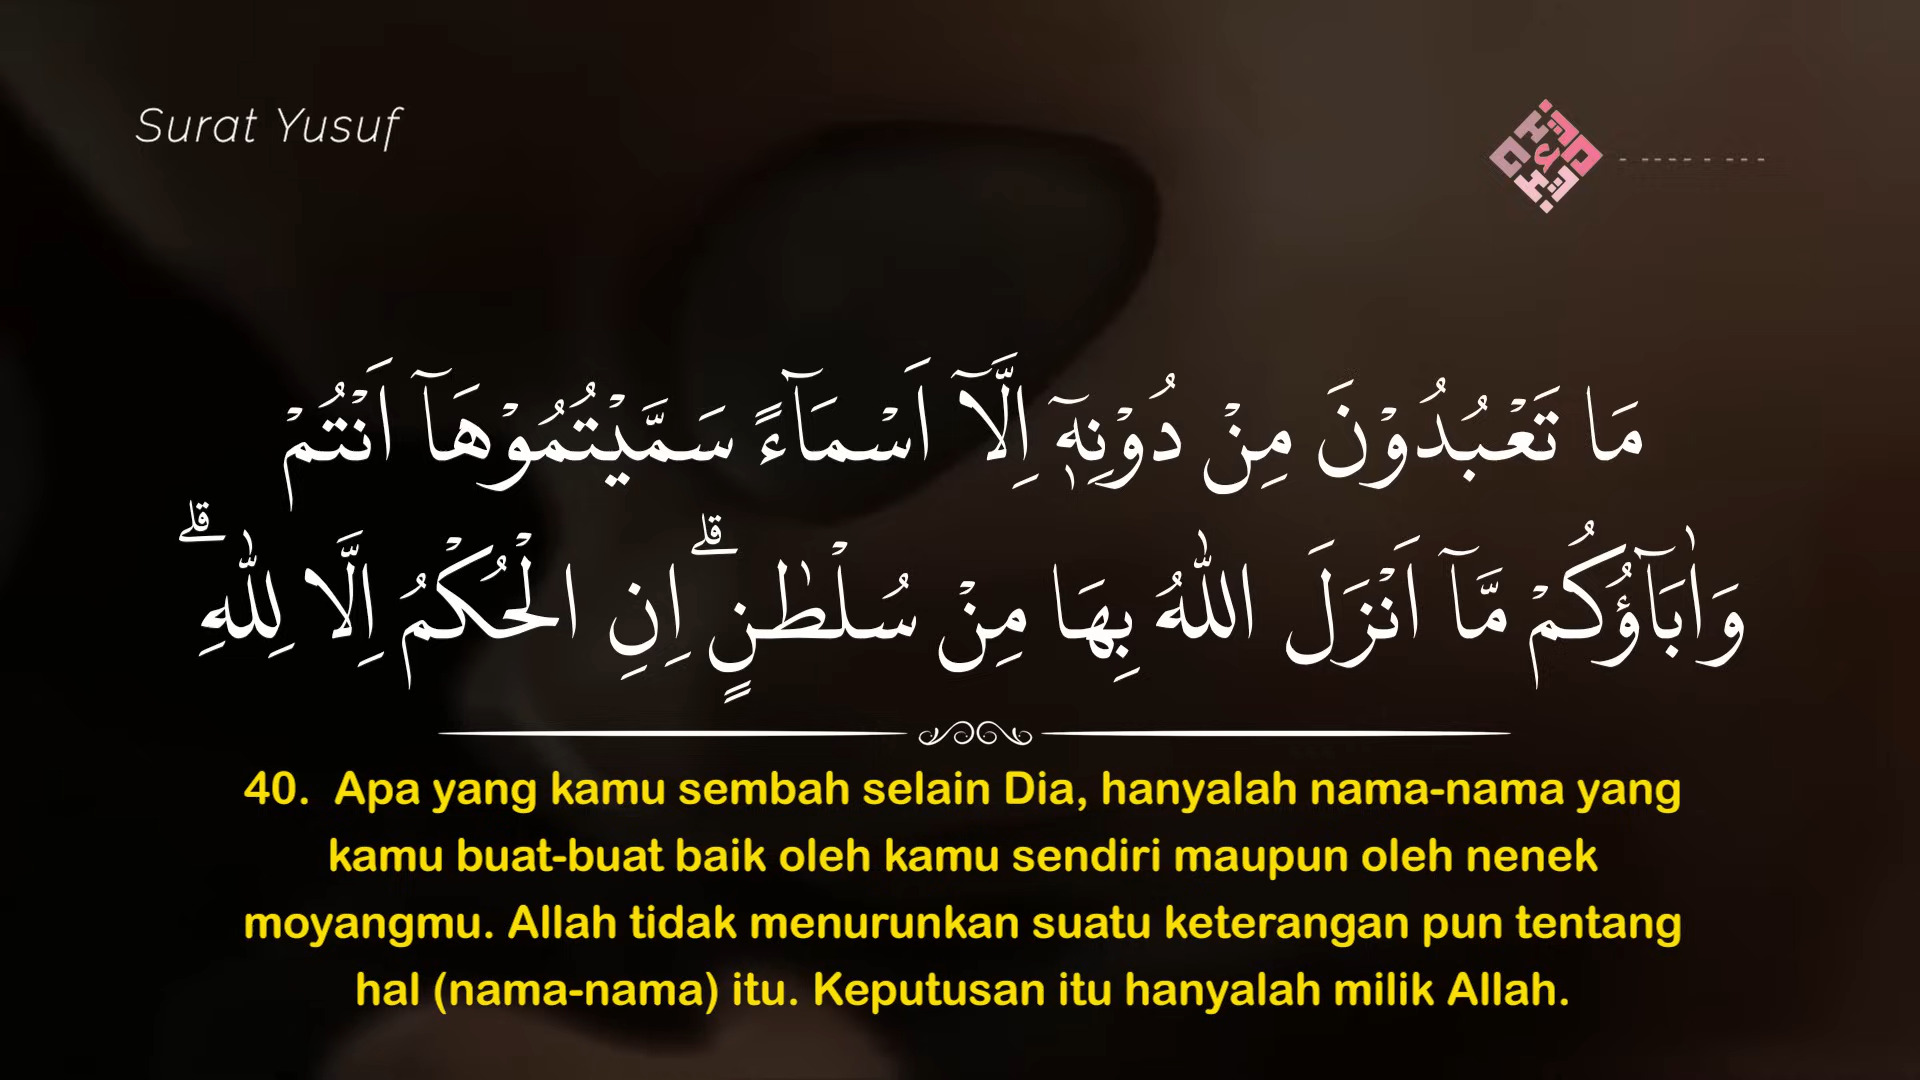 Surat Yusuf
مَا تَعْبُدُوْنَ مِنْ دُوْنِهٖٓ اِلَّآ اَسْمَاۤءً سَمَّيْتُمُوْهَآ اَنْتُمْ
وَاٰبَاۤؤُكُمْ مَّآ اَنْزَلَ اللّٰهُ بِهَا مِنْ سُلْطٰنٍۗ اِنِ الْحُكْمُ اِلَّا لِلّٰهِۗ
40. Apa yang kamu sembah selain Dia, hanyalah nama-nama yang
kamu buat-buat baik oleh kamu sendiri maupun oleh nenek
moyangmu. Allah tidak menurunkan suatu keterangan pun tentang
hal (nama-nama) itu. Keputusan itu hanyalah milik Allah.